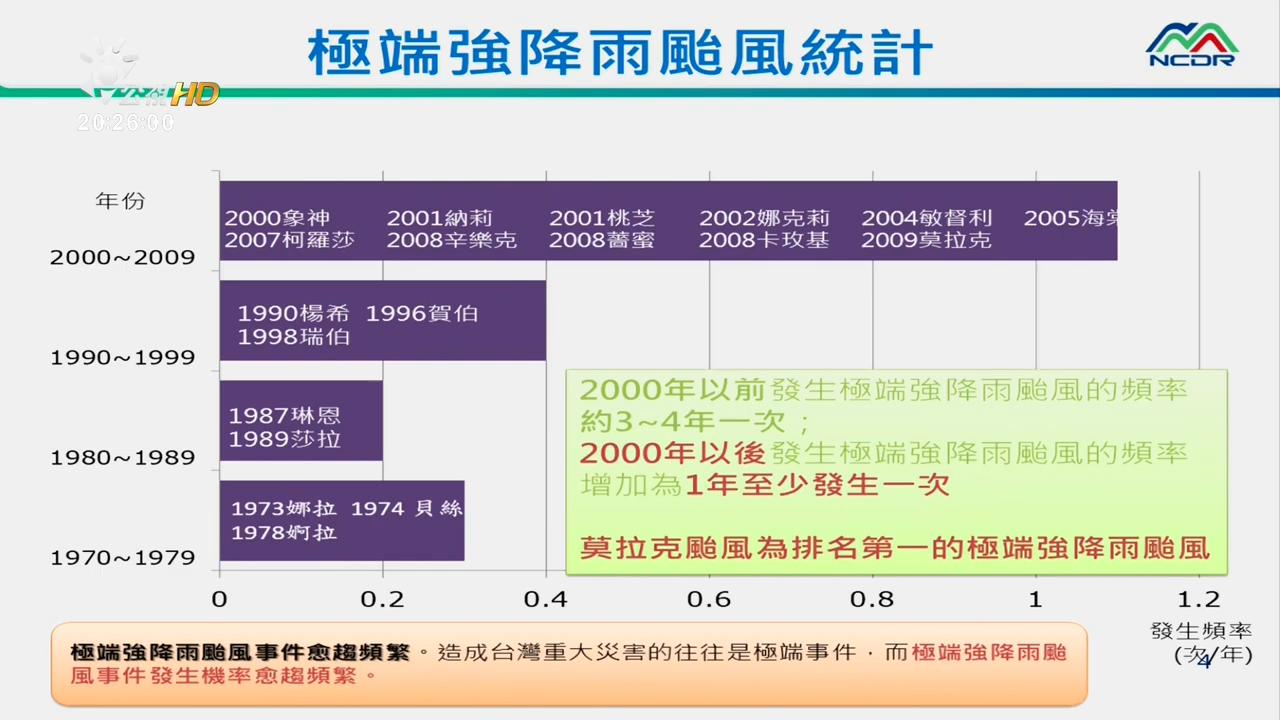 極端強降雨颱風統計
NCDR
公視HD
20:26:00
年份
2000象神 2001納莉 2001桃芝 2002娜克莉 2004敏督利 2005海棠
2007柯羅莎 2008辛樂克 2008薔蜜 2008卡玫基 2009莫拉克
2000~2009
1990楊希 1996賀伯
1998瑞伯
1990~1999
2000年以前發生極端強降雨颱風的頻率
約3~4年一次；
2000年以後發生極端強降雨颱風的頻率
增加為1年至少發生一次
莫拉克颱風為排名第一的極端強降雨颱風
1987琳恩
1989莎拉
1980~1989
1973娜拉 1974 貝絲
1978婀拉
1970~1979
0 0.2 0.4 0.6 0.8 1 1.2
發生頻率
(次/年)
4
極端強降雨颱風事件愈趨頻繁。造成台灣重大災害的往往是極端事件，而極端強降雨颱
風事件發生機率愈趨頻繁。